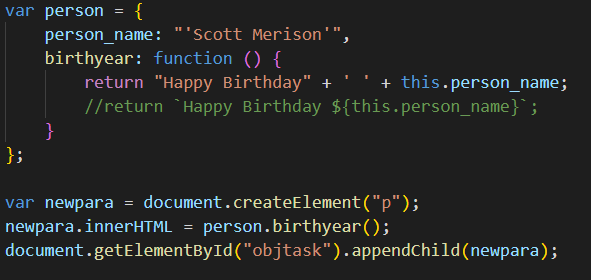 var person = {
    person_name: "'Scott Merison'",
    birthyear: function () {
        return "Happy Birthday" + ' ' + this.person_name;
        //return `Happy Birthday ${this.person_name}`;
    }
};
var newpara = document.createElement("p");
newpara.innerHTML = person.birthyear();
document.getElementById("objtask").appendChild(newpara);